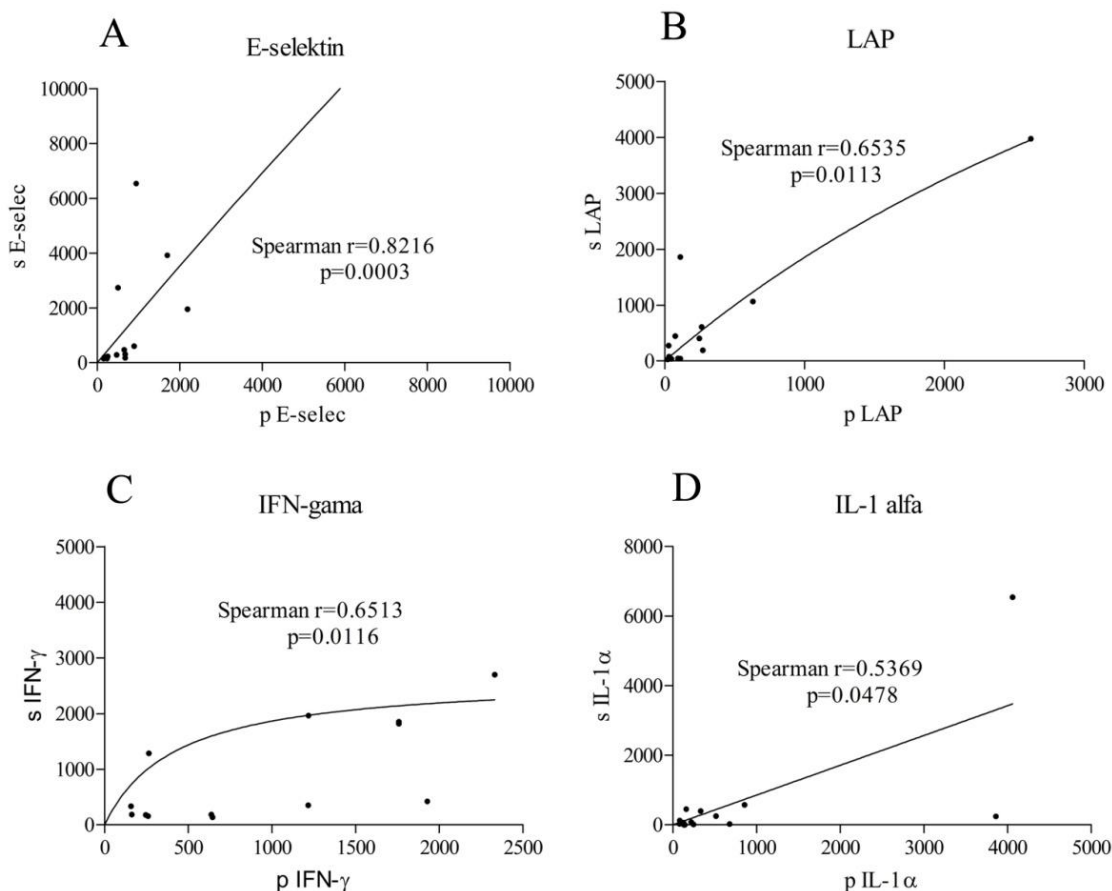 A
E-selektin
10000
8000
6000
4000
2000
0
s E-selec
Spearman r=0.8216
p=0.0003
0 2000 4000 6000 8000 10000
p E-selec
B
LAP
5000
4000
3000
2000
1000
0
s LAP
Spearman r=0.6535
p=0.0113
0 1000 2000 3000
p LAP
C
IFN-gama
5000
4000
3000
2000
1000
0
s IFN-γ
Spearman r=0.6513
p=0.0116
0 500 1000 1500 2000 2500
p IFN-γ
D
IL-1 alfa
8000
6000
4000
2000
0
s IL-1α
Spearman r=0.5369
p=0.0478
0 1000 2000 3000 4000 5000
p IL-1α